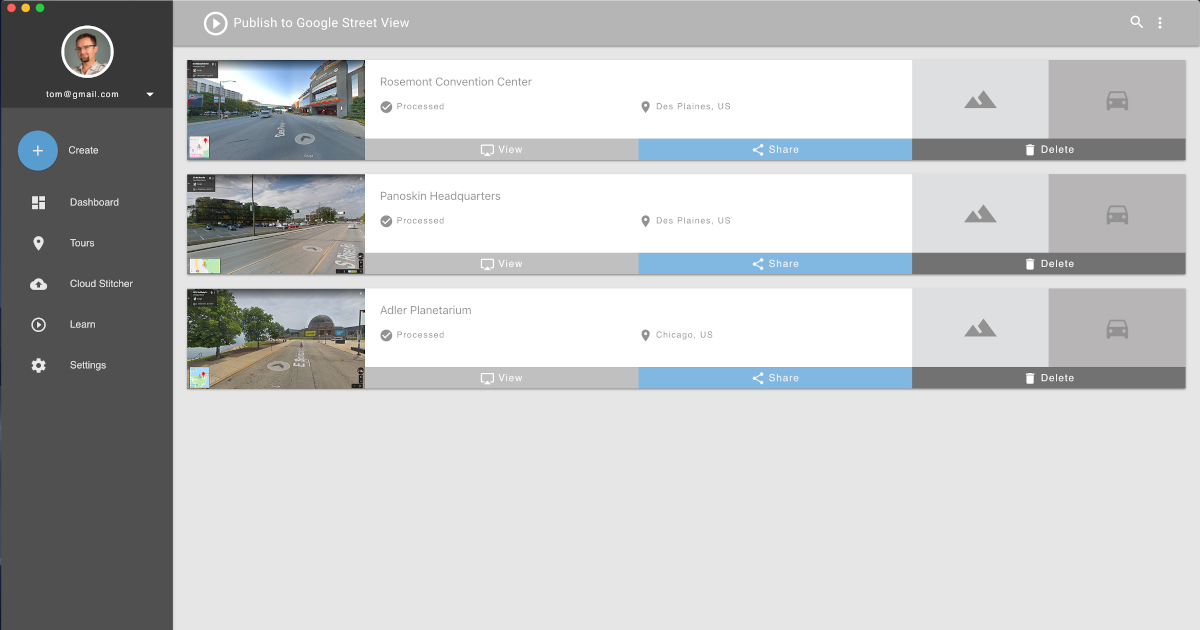 Publish to Google Street View
tom@gmail.com
Create
Dashboard
Tours
Cloud Stitcher
Learn
Settings
Rosemont Convention Center
Processed
Des Plaines, US
View
Share
Delete
Panoskin Headquarters
Processed
Des Plaines, US
View
Share
Delete
Adler Planetarium
Processed
Chicago, US
View
Share
Delete